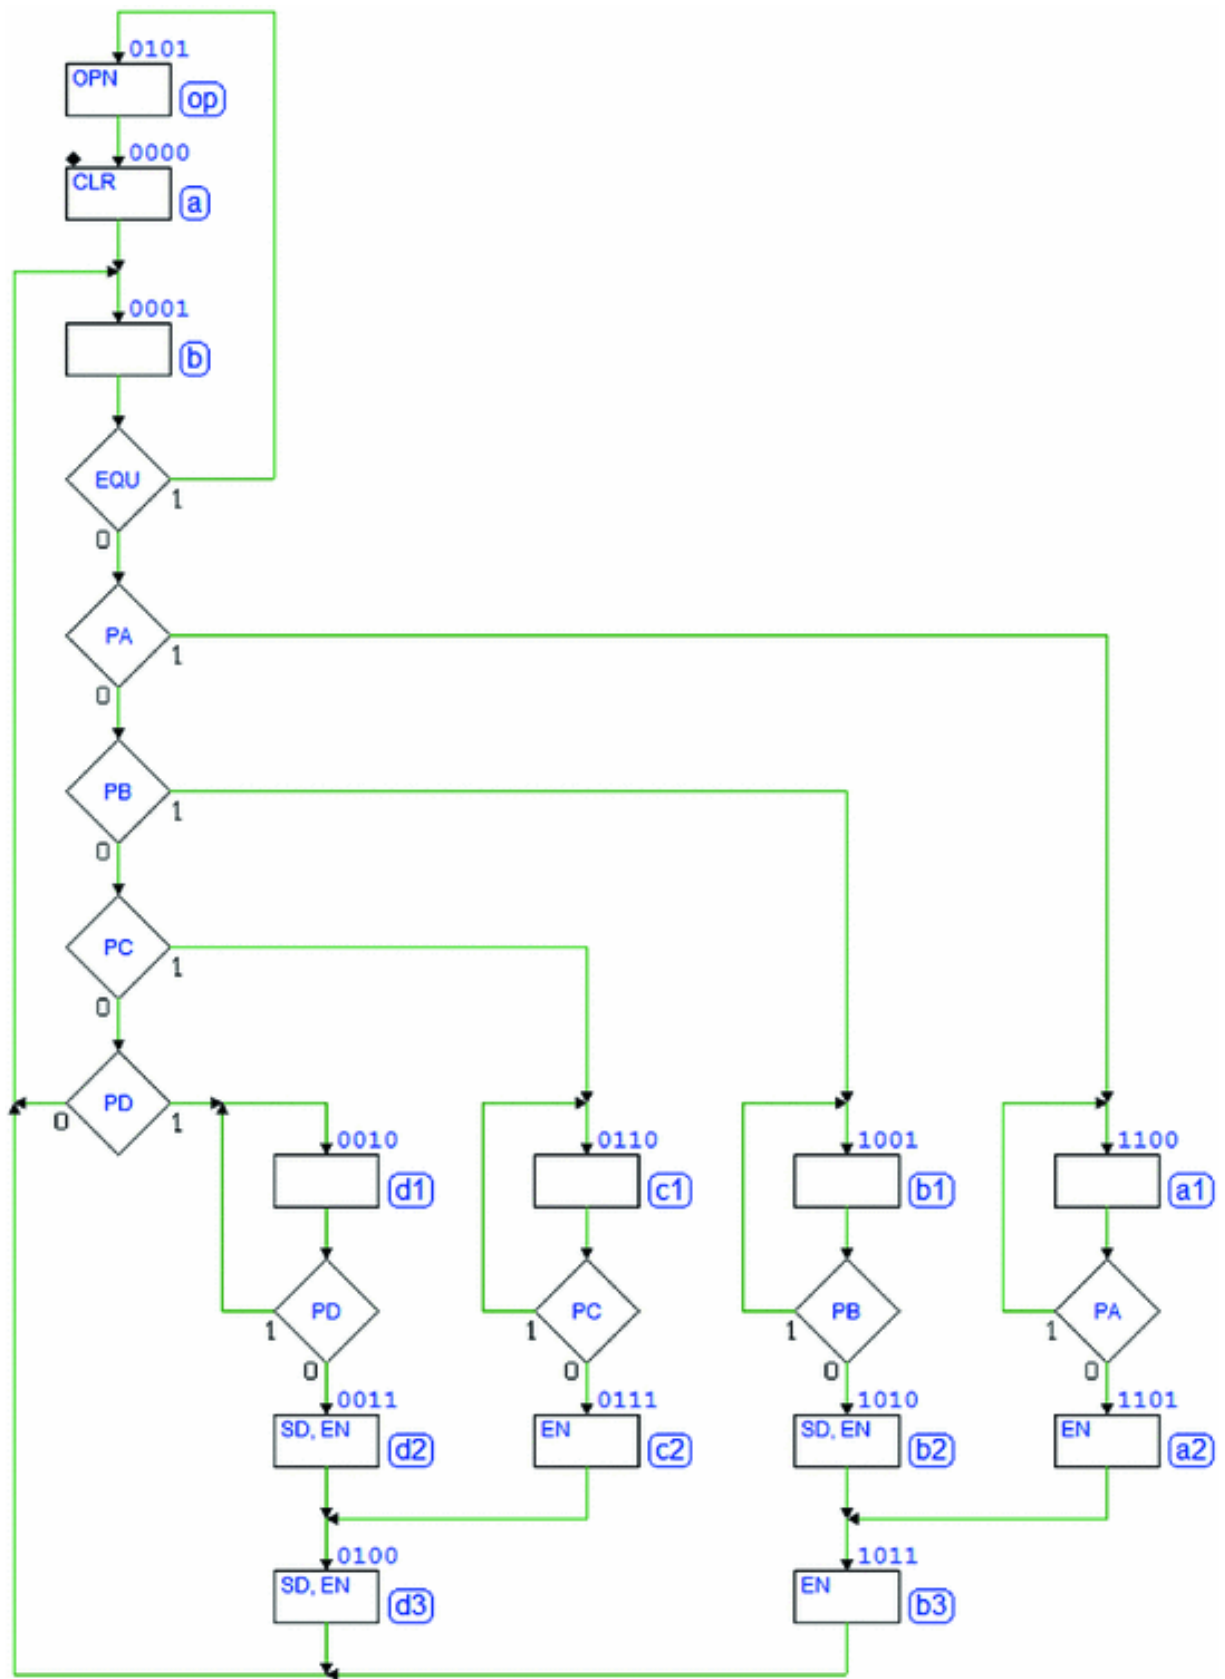 0101
OPN
op
0000
CLR
a
0001
b
EQU
1
0
PA
1
0
PB
1
0
PC
1
0
PD
0
1
0010
0110
1001
1100
d1
c1
b1
a1
PD
PC
PB
PA
1
1
1
1
0
0
0
0
0011
0111
1010
1101
SD, EN
EN
SD, EN
EN
d2
c2
b2
a2
0100
1011
SD, EN
EN
d3
b3